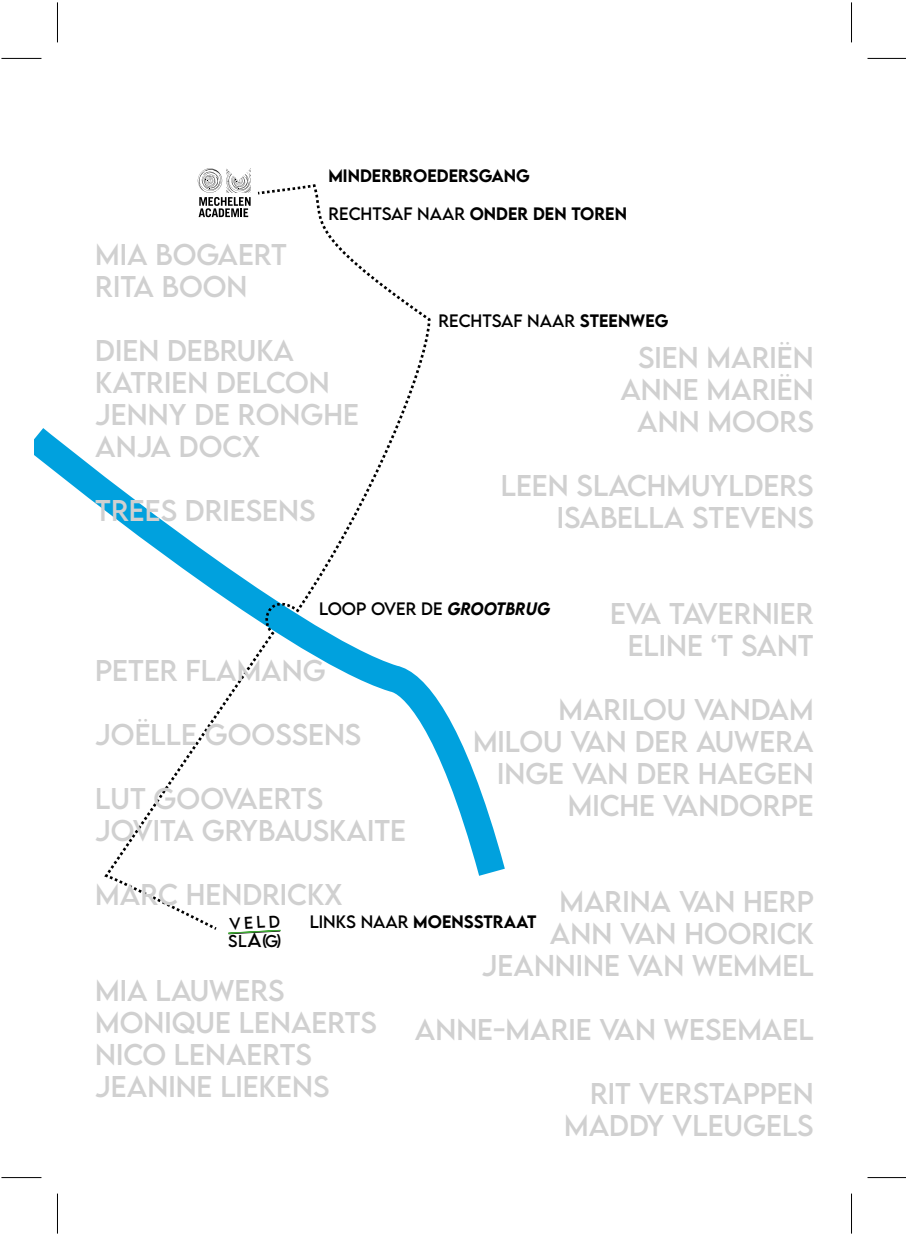 MECHELEN
ACADEMIE
MINDERBROEDERSGANG
RECHTSAF NAAR ONDER DEN TOREN
RECHTSAF NAAR STEENWEG
LOOP OVER DE GROOTBRUG
LINKS NAAR MOENSSTRAAT
VELD
SLA(G)
MIA BOGAERT
RITA BOON
DIEN DEBRUKA
KATRIEN DELCON
JENNY DE RONGHE
ANJA DOCX
TREES DRIESENS
PETER FLAMANG
JOËLLE GOOSSENS
LUT GOOVAERTS
JOVITA GRYBAUSKAITE
MARC HENDRICKX
MIA LAUWERS
MONIQUE LENAERTS
NICO LENAERTS
JEANINE LIEKENS
SIEN MARIËN
ANNE MARIËN
ANN MOORS
LEEN SLACHMUYLDERS
ISABELLA STEVENS
EVA TAVERNIER
ELINE ‘T SANT
MARILOU VANDAM
MILOU VAN DER AUWERA
INGE VAN DER HAEGEN
MICHE VANDORPE
MARINA VAN HERP
ANN VAN HOORICK
JEANNINE VAN WEMMEL
ANNE-MARIE VAN WESEMAEL
RIT VERSTAPPEN
MADDY VLEUGELS